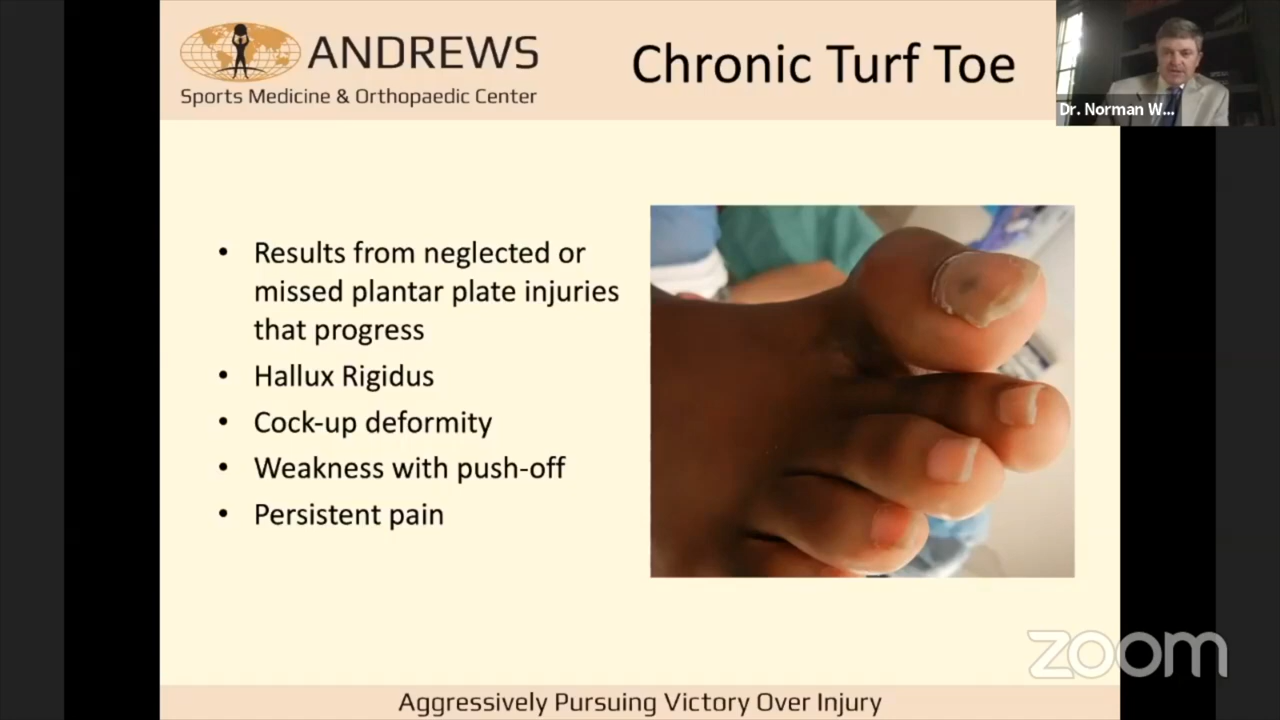 ANDREWS
Sports Medicine & Orthopaedic Center
Chronic Turf Toe
Dr. Norman W...
• Results from neglected or
missed plantar plate injuries
that progress
• Hallux Rigidus
• Cock-up deformity
• Weakness with push-off
• Persistent pain
zoom
Aggressively Pursuing Victory Over Injury